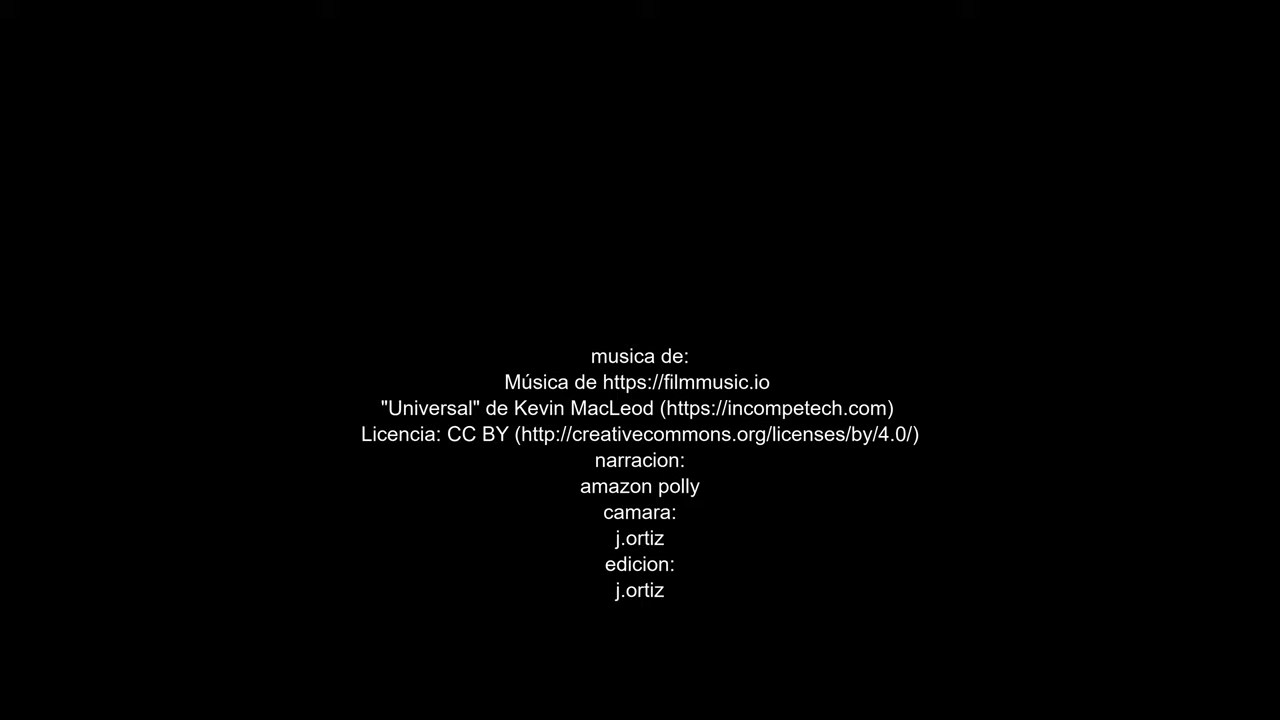 musica de:
Música de https://filmmusic.io
"Universal" de Kevin MacLeod (https://incompetech.com)
Licencia: CC BY (http://creativecommons.org/licenses/by/4.0/)
narracion:
amazon polly
camara:
j.ortiz
edicion:
j.ortiz